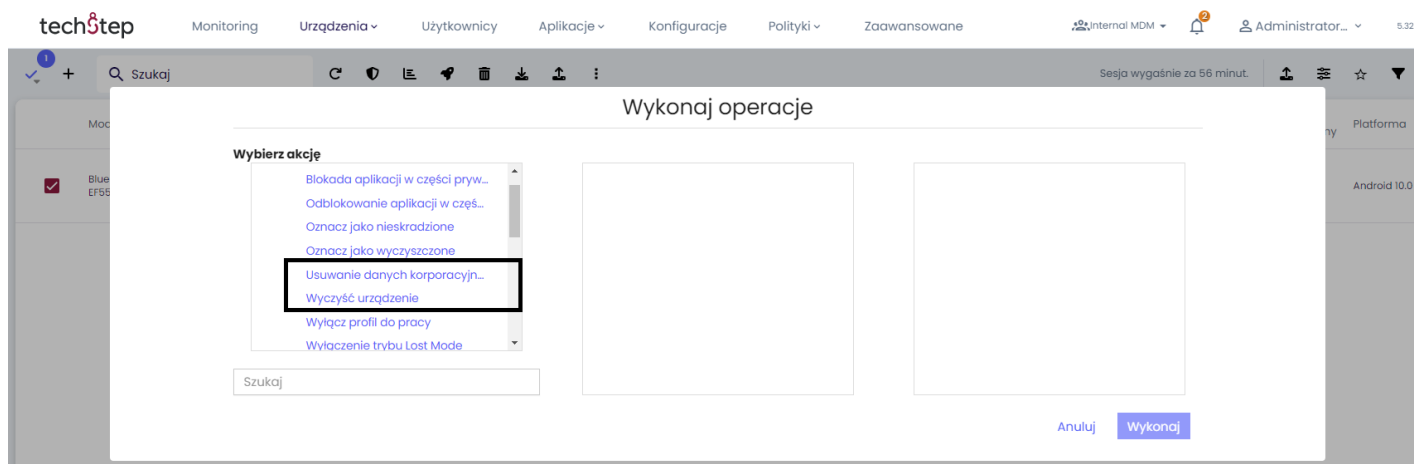 techstep
Monitoring
Urządzenia
Użytkownicy
Aplikacje
Konfiguracje
Polityki
Zaawansowane
Internal MDM
2
Administrator...
5.32
1
Szukaj
Sesja wygaśnie za 56 minut.
Wykonaj operacje
Platforma
Wybierz akcję
Blokada aplikacji w części pryw...
Odblokowanie aplikacji w częś...
Oznacz jako nieskradzione
Oznacz jako wyczyszczone
Usuwanie danych korporacyjn...
Wyczyść urządzenie
Wyłącz profil do pracy
Wyłączenie trybu Lost Mode
Android 10.0
Szukaj
Anuluj
Wykonaj